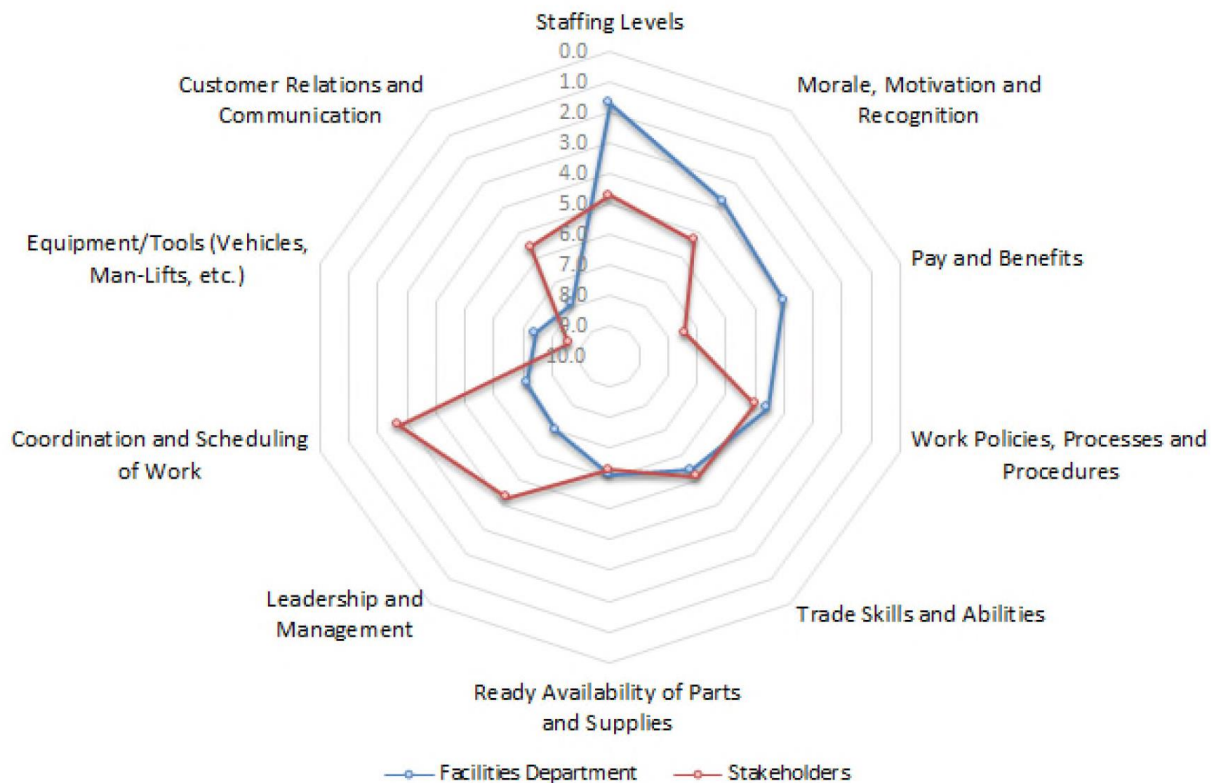 Staffing Levels
0.0
1.0
2.0
3.0
4.0
5.0
6.0
7.0
8.0
9.0
10.0
Customer Relations and
Communication
Morale, Motivation and
Recognition
Equipment/Tools (Vehicles,
Man-Lifts, etc.)
Pay and Benefits
Coordination and Scheduling
of Work
Work Policies, Processes and
Procedures
Leadership and
Management
Trade Skills and Abilities
Ready Availability of Parts
and Supplies
Facilities Department
Stakeholders